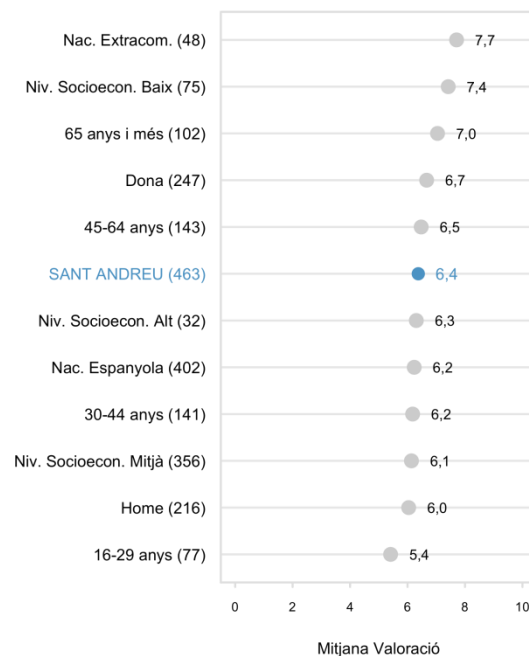 Nac. Extracom. (48) 7,7
Niv. Socioecon. Baix (75) 7,4
65 anys i més (102) 7,0
Dona (247) 6,7
45-64 anys (143) 6,5
SANT ANDREU (463) 6,4
Niv. Socioecon. Alt (32) 6,3
Nac. Espanyola (402) 6,2
30-44 anys (141) 6,2
Niv. Socioecon. Mitjà (356) 6,1
Home (216) 6,0
16-29 anys (77) 5,4
0 2 4 6 8 10
Mitjana Valoració